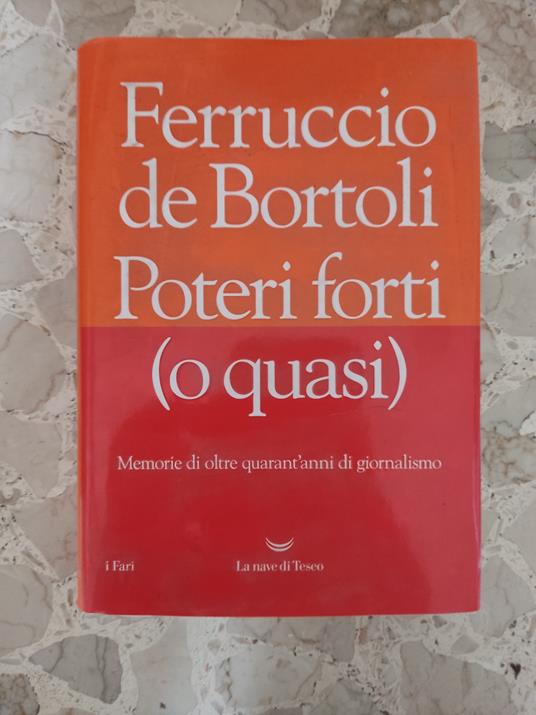 Ferruccio
de Bortoli
Poteri forti
(o quasi)
Memorie di oltre quarant'anni di giornalismo
i Fari
La nave di Teseo